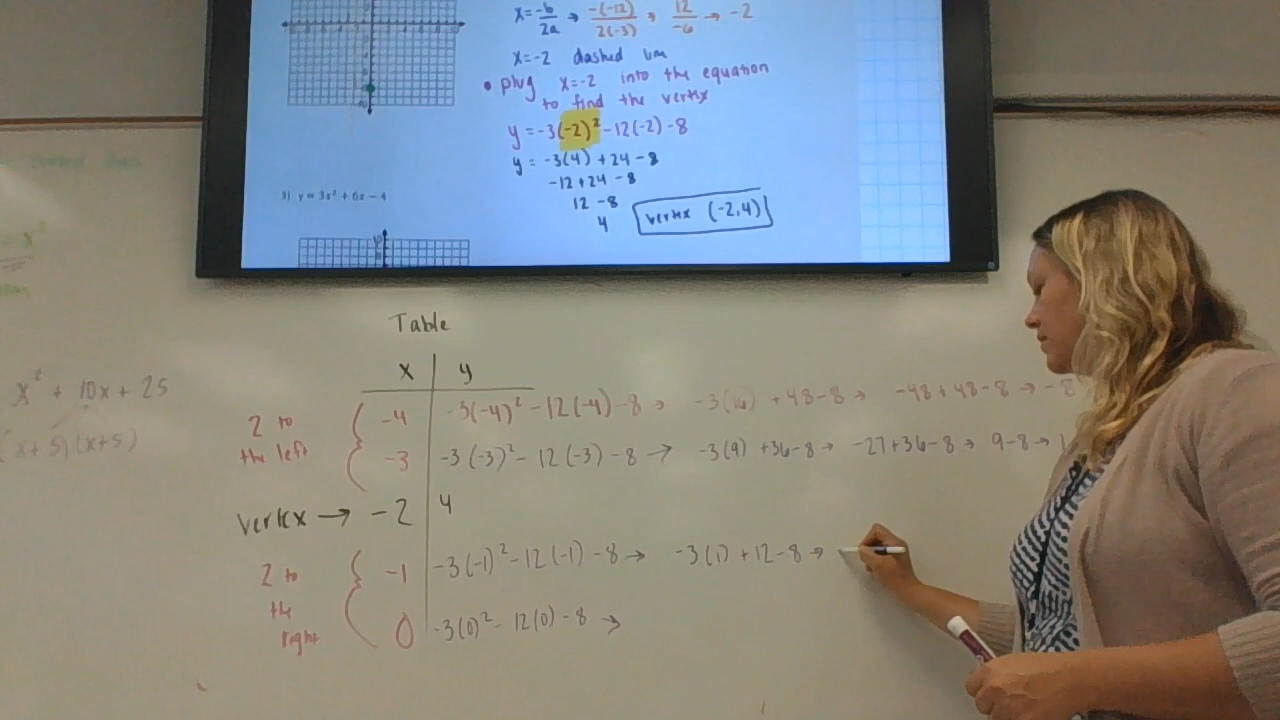 x = -b/2a → -(-12)/2(-3) → 12/-6 → -2
x=-2 dashed line
• plug x=-2 into the equation
to find the vertex
y = -3(-2)² -12(-2) -8
y = -3(4) + 24 - 8
-12 + 24 - 8
12 - 8
4
vertex (-2,4)
3) y = 3x² + 6x - 4
Table
x y
2 to the left
-4 -3(-4)² - 12(-4) - 8 → -3(16) + 48 - 8 → -48 + 48 - 8 → -8
-3 -3(-3)² - 12(-3) - 8 → -3(9) + 36 - 8 → -27 + 36 - 8 → 9 - 8 → 1
vertex → -2 4
2 to the right
-1 -3(-1)² - 12(-1) - 8 → -3(1) + 12 - 8 →
0 -3(0)² - 12(0) - 8 →
x² + 10x + 25
(x+5)(x+5)